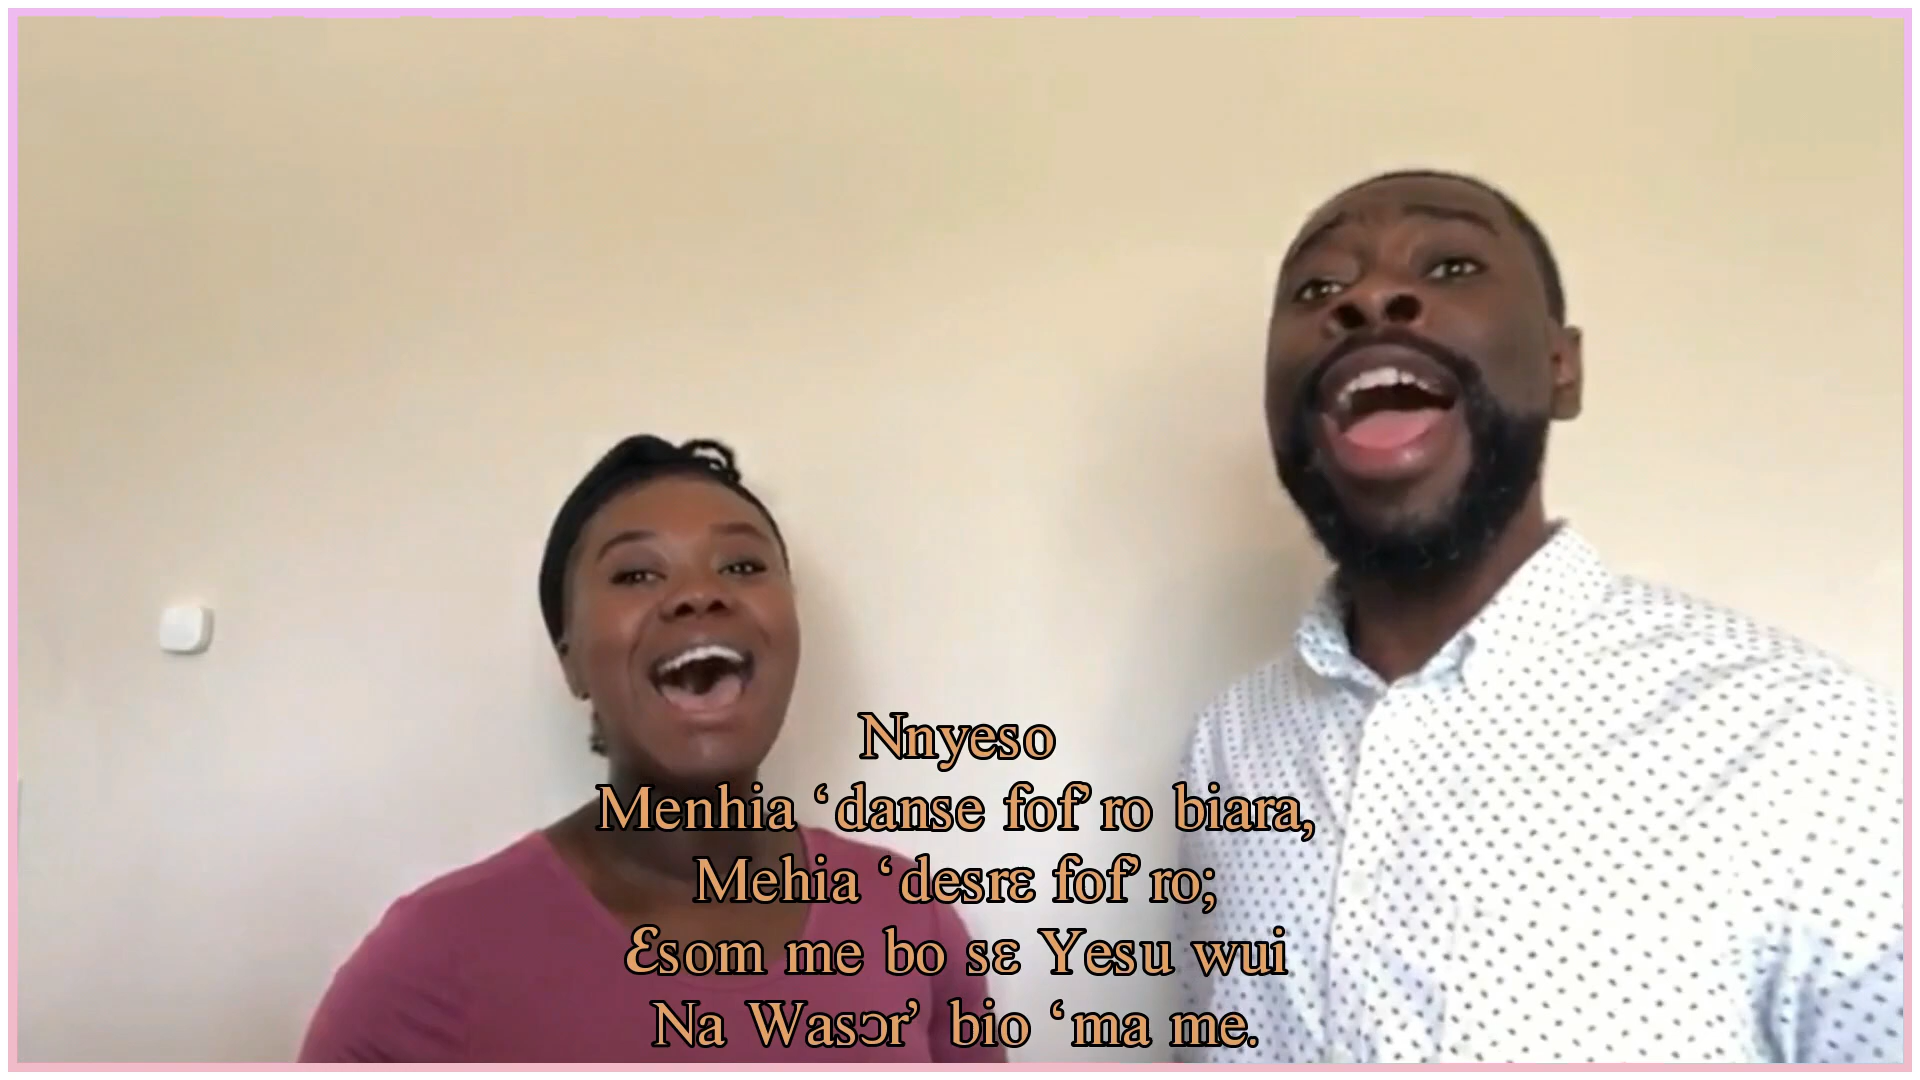 Nnyeso
Menhia ‘danse fof’ro biara,
Mehia ‘desrɛ fof’ro;
Ɛsom me bo sɛ Yesu wui
Na Wasɔr’ bio ‘ma me.